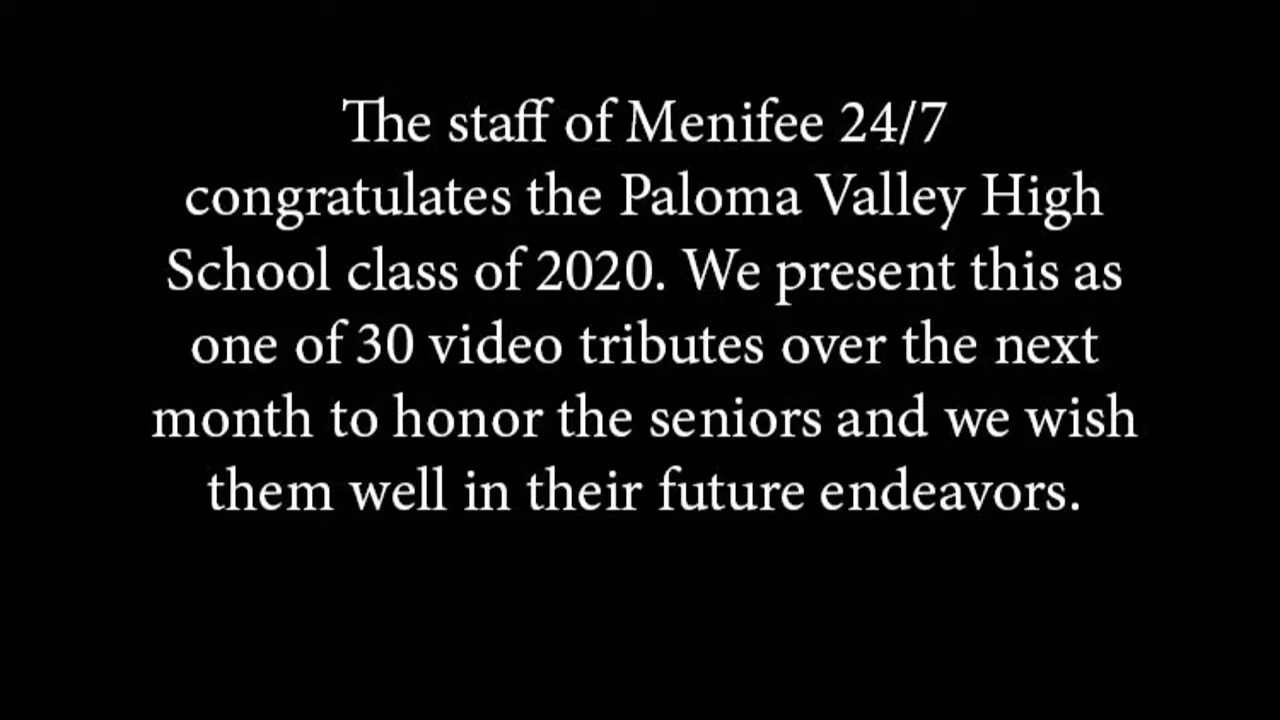 The staff of Menifee 24/7
congratulates the Paloma Valley High
School class of 2020. We present this as
one of 30 video tributes over the next
month to honor the seniors and we wish
them well in their future endeavors.